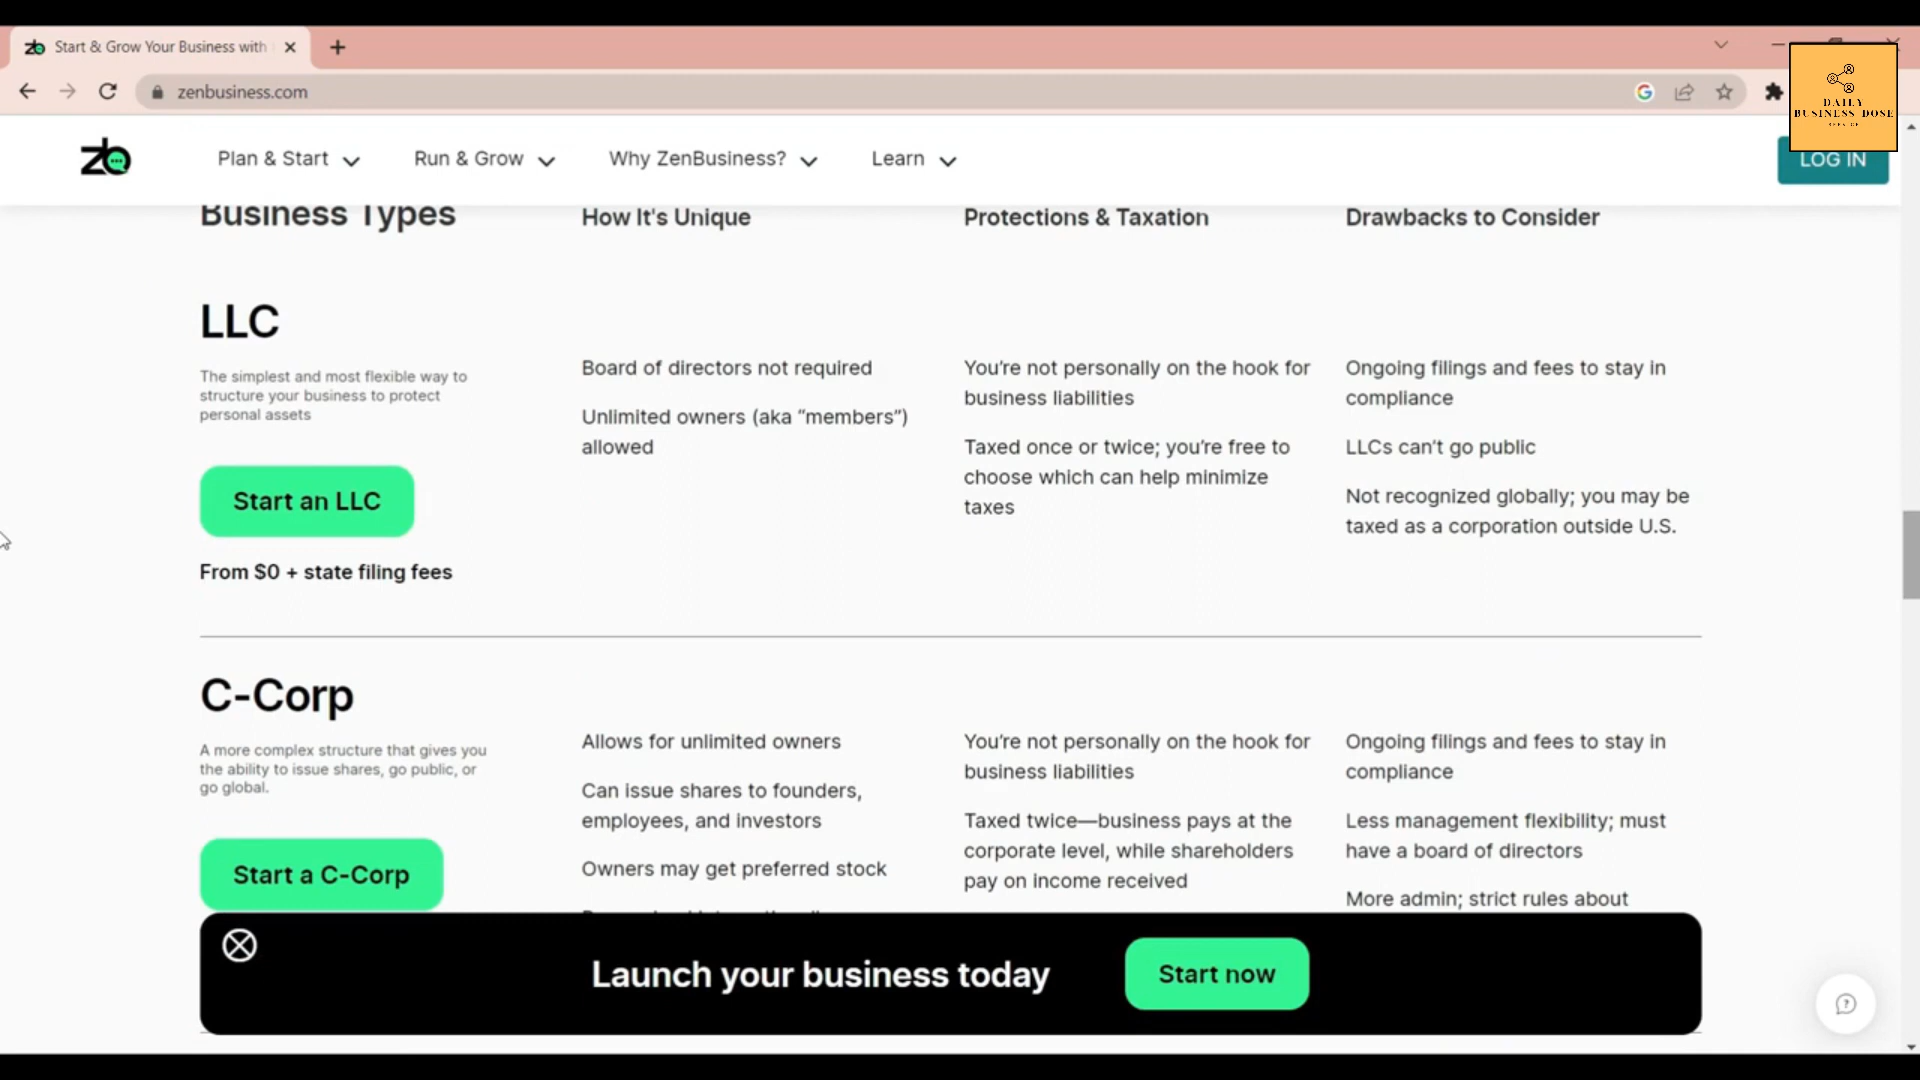 Start & Grow Your Business with
zenbusiness.com
DAILY
BUSINESS DOSE
zb
Plan & Start
Run & Grow
Why ZenBusiness?
Learn
LOG IN
Business Types
How It's Unique
Protections & Taxation
Drawbacks to Consider
LLC
The simplest and most flexible way to
structure your business to protect
personal assets
Start an LLC
From $0 + state filing fees
Board of directors not required
Unlimited owners (aka “members”)
allowed
You’re not personally on the hook for
business liabilities
Taxed once or twice; you’re free to
choose which can help minimize
taxes
Ongoing filings and fees to stay in
compliance
LLCs can’t go public
Not recognized globally; you may be
taxed as a corporation outside U.S.
C-Corp
A more complex structure that gives you
the ability to issue shares, go public, or
go global.
Start a C-Corp
Allows for unlimited owners
Can issue shares to founders,
employees, and investors
Owners may get preferred stock
You’re not personally on the hook for
business liabilities
Taxed twice—business pays at the
corporate level, while shareholders
pay on income received
Ongoing filings and fees to stay in
compliance
Less management flexibility; must
have a board of directors
More admin; strict rules about
Launch your business today
Start now